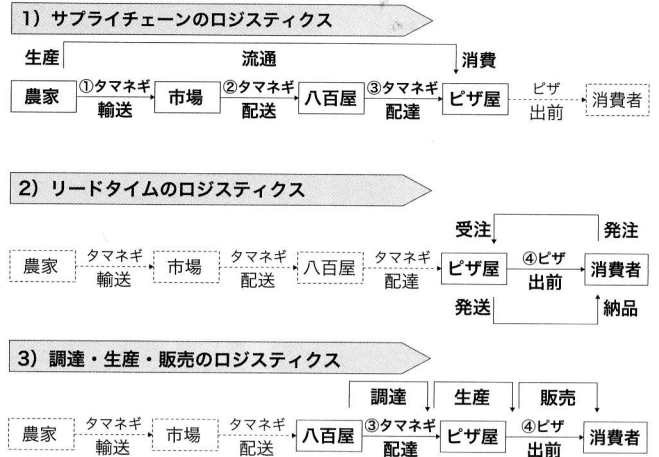 1）サプライチェーンのロジスティクス
生産 流通 消費
農家 ①タマネギ 輸送 市場 ②タマネギ 配送 八百屋 ③タマネギ 配達 ピザ屋 ピザ 出前 消費者
2）リードタイムのロジスティクス
受注 発注
農家 タマネギ 輸送 市場 タマネギ 配送 八百屋 タマネギ 配達 ピザ屋 ④ピザ 出前 消費者
発送 納品
3）調達・生産・販売のロジスティクス
調達 生産 販売
農家 タマネギ 輸送 市場 タマネギ 配送 八百屋 ③タマネギ 配達 ピザ屋 ④ピザ 出前 消費者